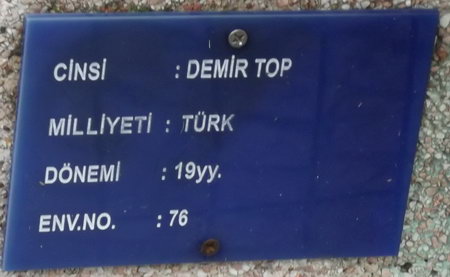 CİNSİ : DEMİR TOP
MİLLİYETİ : TÜRK
DÖNEMİ : 19yy.
ENV.NO. : 76